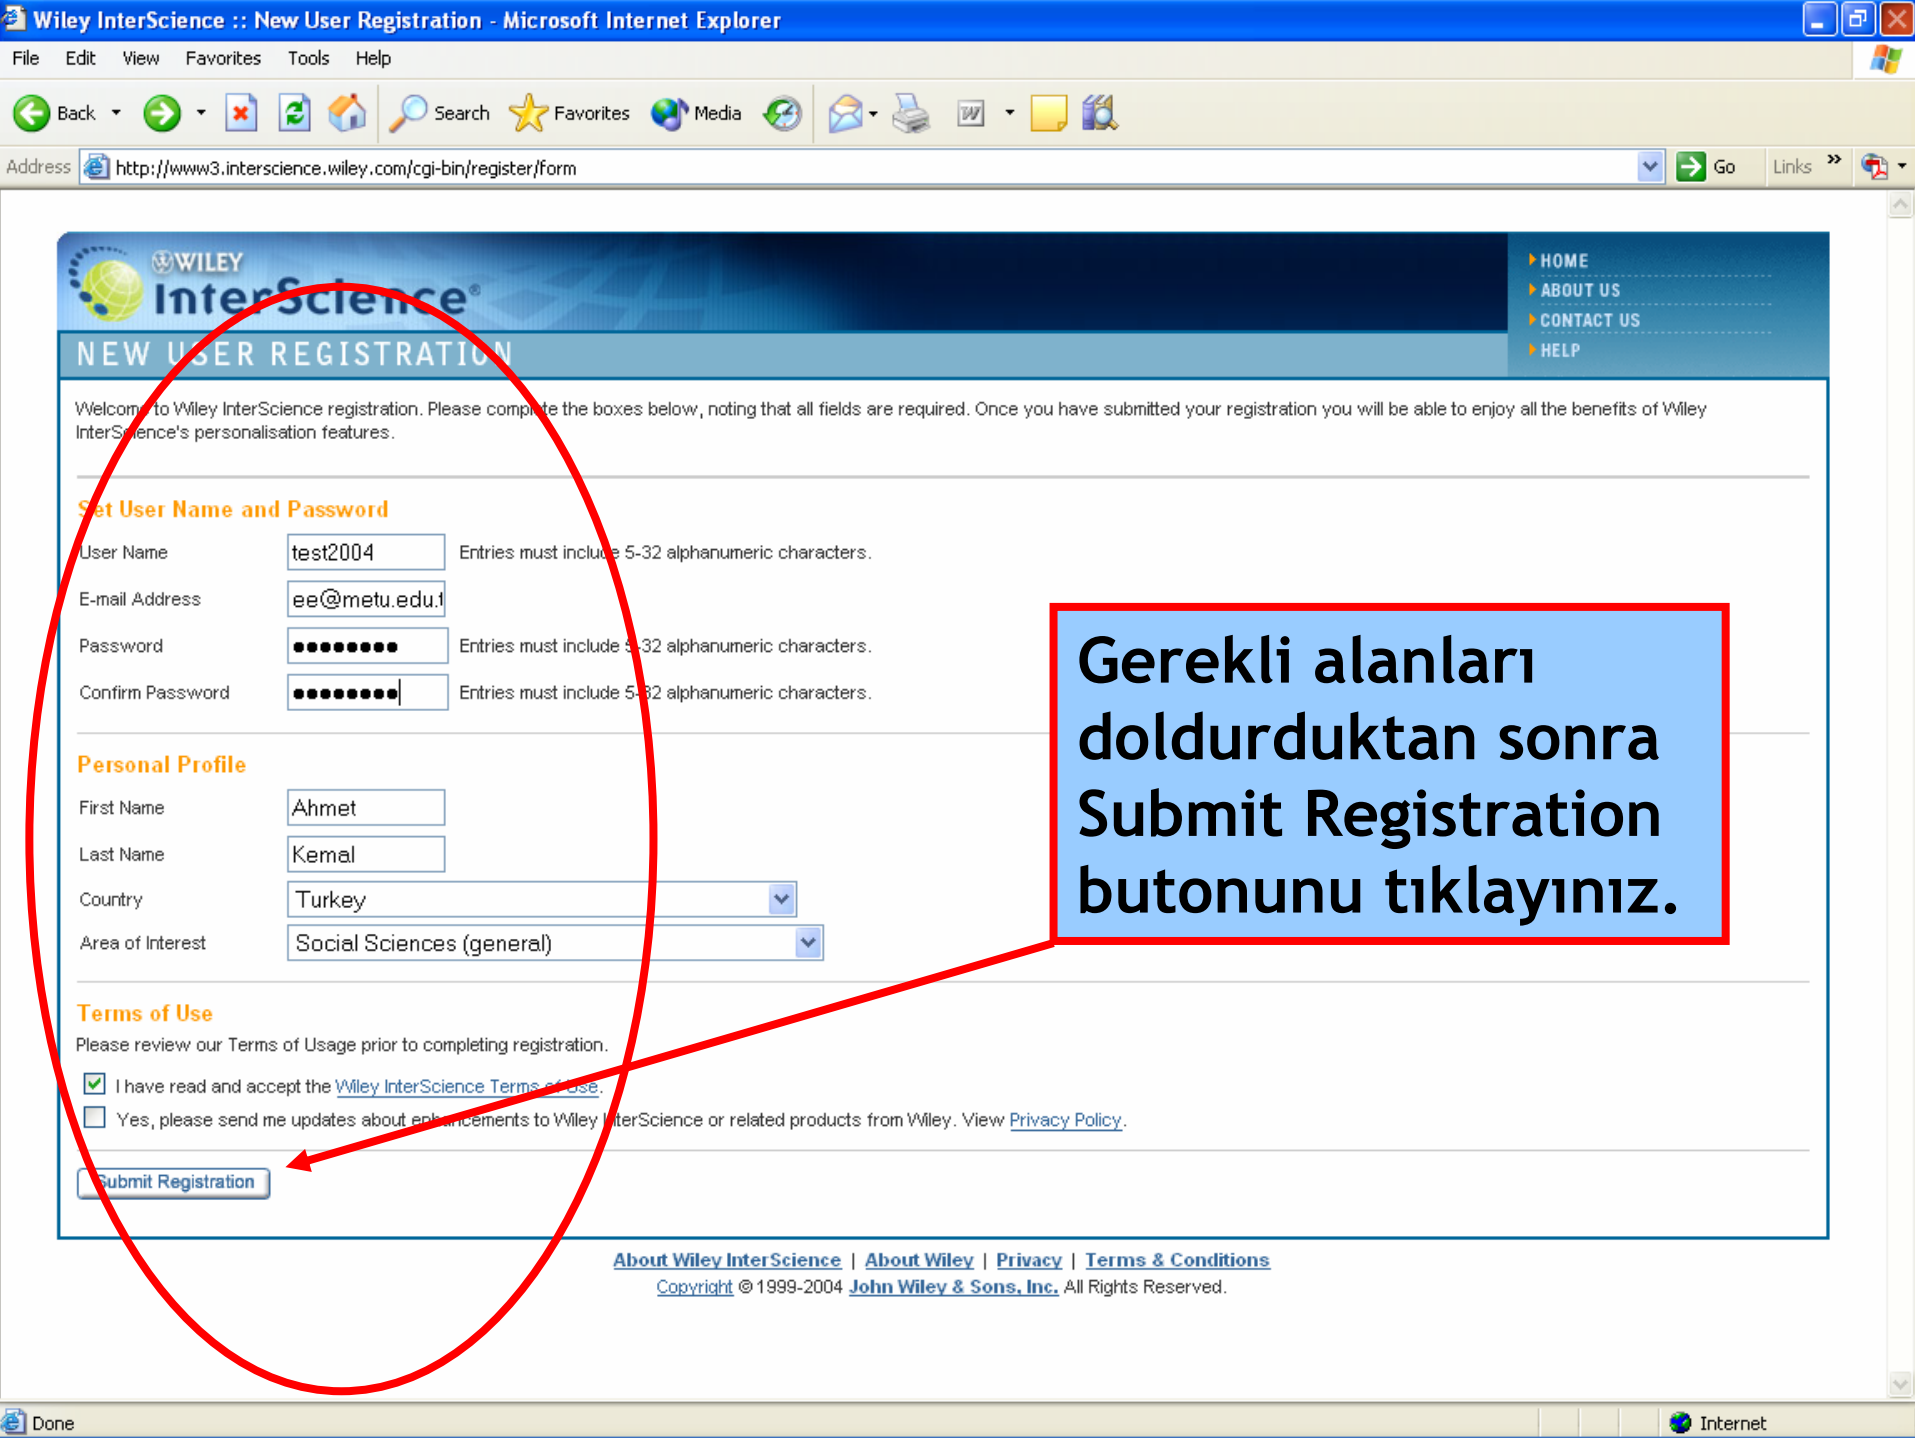 Wiley InterScience :: New User Registration - Microsoft Internet Explorer
File Edit View Favorites Tools Help
Back Search Favorites Media
Address http://www3.interscience.wiley.com/cgi-bin/register/form Go Links »
WILEY
InterScience®
HOME
ABOUT US
CONTACT US
HELP
NEW USER REGISTRATION
Welcome to Wiley InterScience registration. Please complete the boxes below, noting that all fields are required. Once you have submitted your registration you will be able to enjoy all the benefits of Wiley
InterScience's personalisation features.
Set User Name and Password
User Name test2004 Entries must include 5-32 alphanumeric characters.
E-mail Address ee@metu.edu.t
Password ●●●●●●●● Entries must include 5-32 alphanumeric characters.
Confirm Password ●●●●●●●● Entries must include 5-32 alphanumeric characters.
Personal Profile
First Name Ahmet
Last Name Kemal
Country Turkey
Area of Interest Social Sciences (general)
Gerekli alanları
doldurduktan sonra
Submit Registration
butonunu tıklayınız.
Terms of Use
Please review our Terms of Usage prior to completing registration.
I have read and accept the Wiley InterScience Terms of Use.
Yes, please send me updates about enhancements to Wiley InterScience or related products from Wiley. View Privacy Policy.
Submit Registration
About Wiley InterScience | About Wiley | Privacy | Terms & Conditions
Copyright © 1999-2004 John Wiley & Sons, Inc. All Rights Reserved.
Done Internet